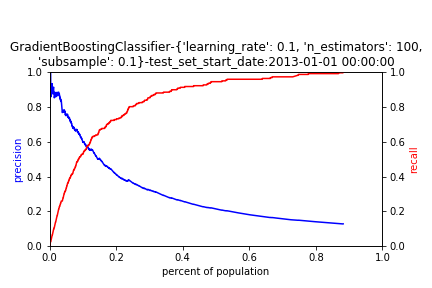 GradientBoostingClassifier-{'learning_rate': 0.1, 'n_estimators': 100,
'subsample': 0.1}-test_set_start_date:2013-01-01 00:00:00
1.0
0.8
0.6
0.4
0.2
0.0
precision
1.0
0.8
0.6
0.4
0.2
0.0
recall
0.0 0.2 0.4 0.6 0.8 1.0
percent of population